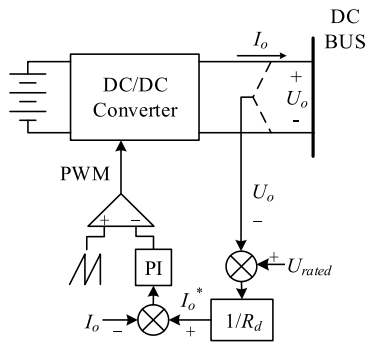 DC
BUS
I_o
DC/DC
Converter
+
U_o
-
PWM
U_o
+ −
−
PI
+
U_rated
I_o^*
I_o
−
+
1/R_d